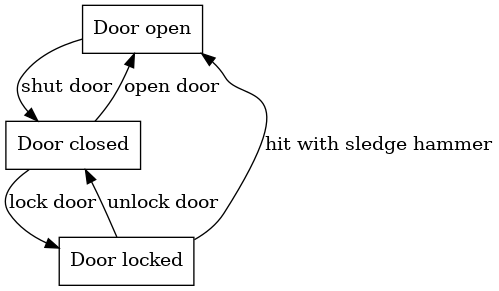 Door open
shut door
open door
Door closed
hit with sledge hammer
lock door
unlock door
Door locked